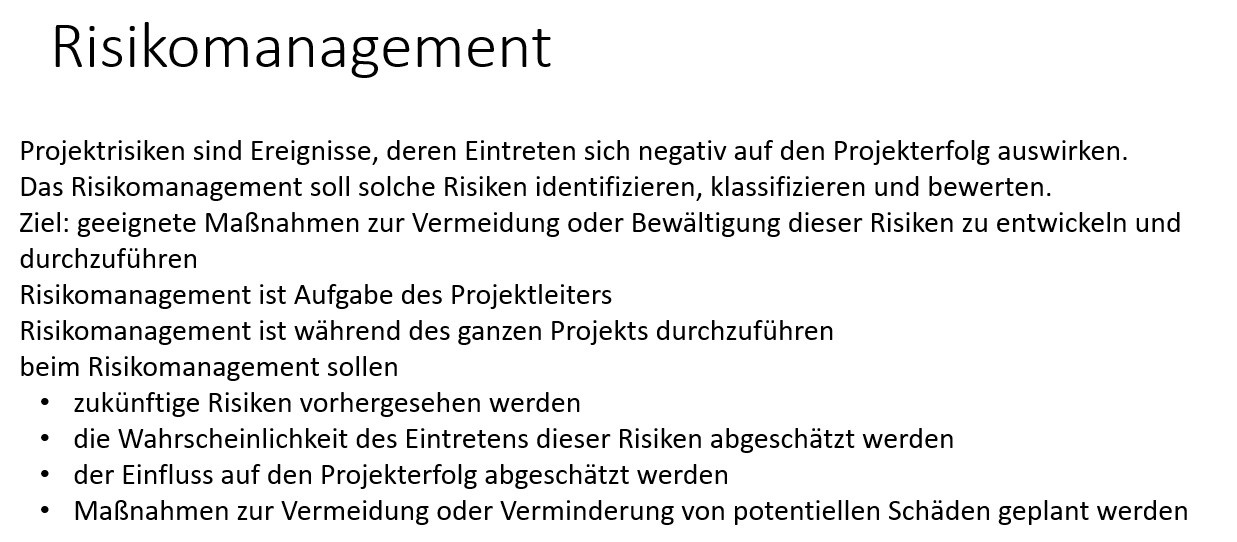 Risikomanagement
Projektrisiken sind Ereignisse, deren Eintreten sich negativ auf den Projekterfolg auswirken.
Das Risikomanagement soll solche Risiken identifizieren, klassifizieren und bewerten.
Ziel: geeignete Maßnahmen zur Vermeidung oder Bewältigung dieser Risiken zu entwickeln und
durchzuführen
Risikomanagement ist Aufgabe des Projektleiters
Risikomanagement ist während des ganzen Projekts durchzuführen
beim Risikomanagement sollen
• zukünftige Risiken vorhergesehen werden
• die Wahrscheinlichkeit des Eintretens dieser Risiken abgeschätzt werden
• der Einfluss auf den Projekterfolg abgeschätzt werden
• Maßnahmen zur Vermeidung oder Verminderung von potentiellen Schäden geplant werden